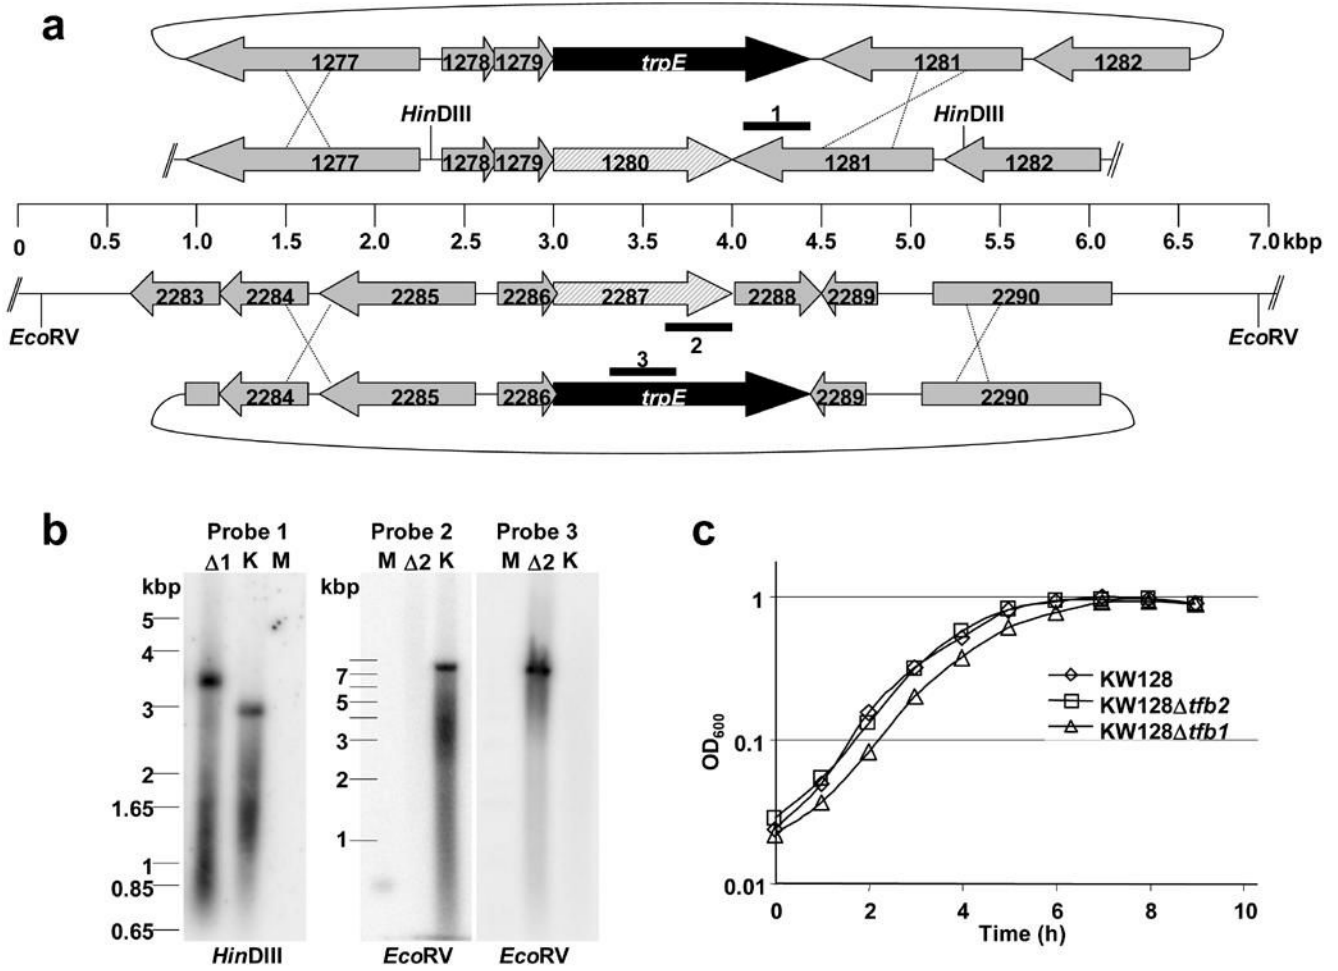 a
1277 1278 1279 trpE 1281 1282
HinDIII 1 HinDIII
1277 1278 1279 1280 1281 1282
0 0.5 1.0 1.5 2.0 2.5 3.0 3.5 4.0 4.5 5.0 5.5 6.0 6.5 7.0 kbp
2283 2284 2285 2286 2287 2288 2289 2290
EcoRV 2 EcoRV
3
2284 2285 2286 trpE 2289 2290
b
Probe 1 Probe 2 Probe 3
Δ1 K M M Δ2 K M Δ2 K
kbp
5
4
3
2
1.65
1
0.85
0.65
HinDIII
kbp
7
5
3
2
1
EcoRV EcoRV
c
1
0.1
0.01
OD600
KW128
KW128Δtfb2
KW128Δtfb1
0 2 4 6 8 10
Time (h)